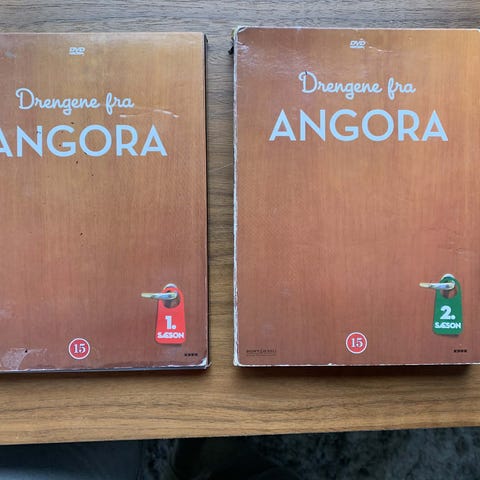 DVD
Drengene fra
ANGORA
1.
SÆSON
15
DVD
Drengene fra
ANGORA
2.
SÆSON
15